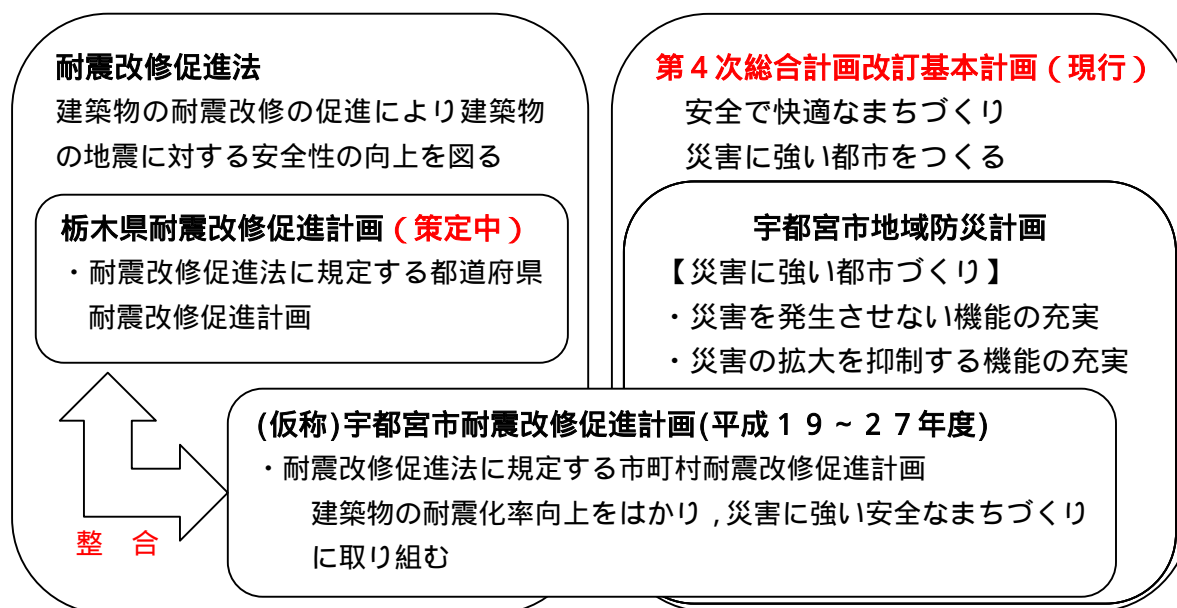 耐震改修促進法
建築物の耐震改修の促進により建築物
の地震に対する安全性の向上を図る
栃木県耐震改修促進計画(策定中)
・耐震改修促進法に規定する都道府県
耐震改修促進計画
第4次総合計画改訂基本計画(現行)
安全で快適なまちづくり
災害に強い都市をつくる
宇都宮市地域防災計画
【災害に強い都市づくり】
・災害を発生させない機能の充実
・災害の拡大を抑制する機能の充実
(仮称)宇都宮市耐震改修促進計画(平成19~27年度)
・耐震改修促進法に規定する市町村耐震改修促進計画
建築物の耐震化率向上をはかり,災害に強い安全なまちづくり
に取り組む
整 合